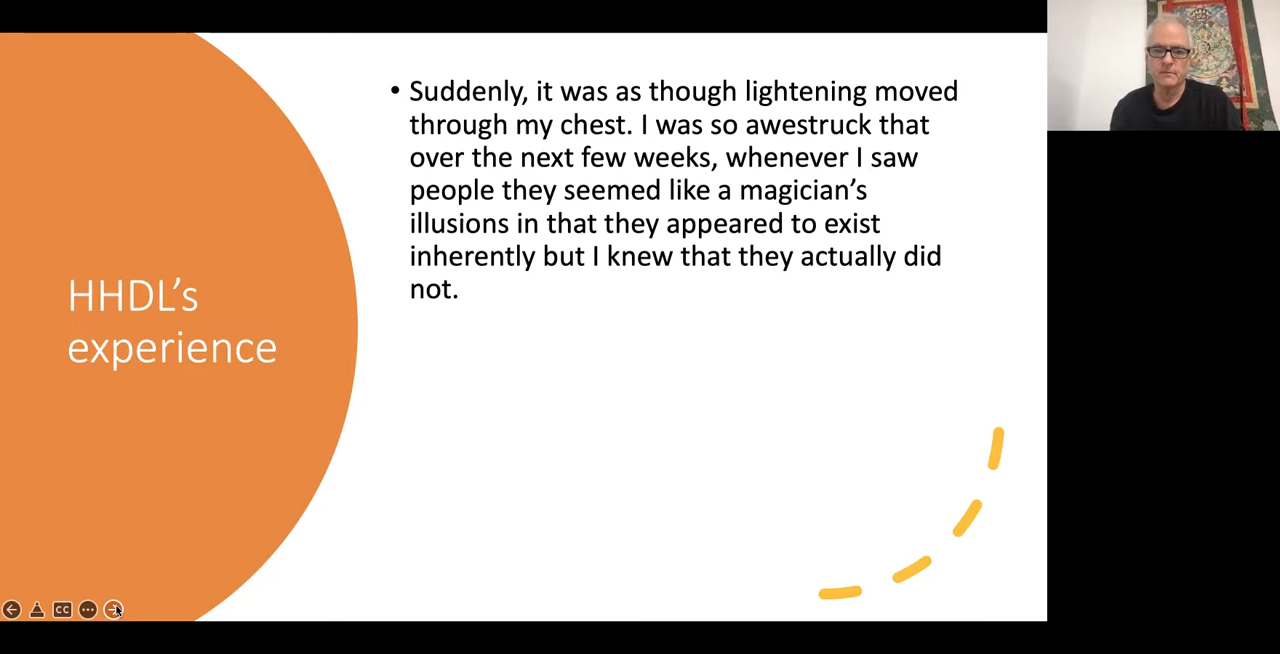 HHDL’s
experience
• Suddenly, it was as though lightening moved
through my chest. I was so awestruck that
over the next few weeks, whenever I saw
people they seemed like a magician’s
illusions in that they appeared to exist
inherently but I knew that they actually did
not.
CC